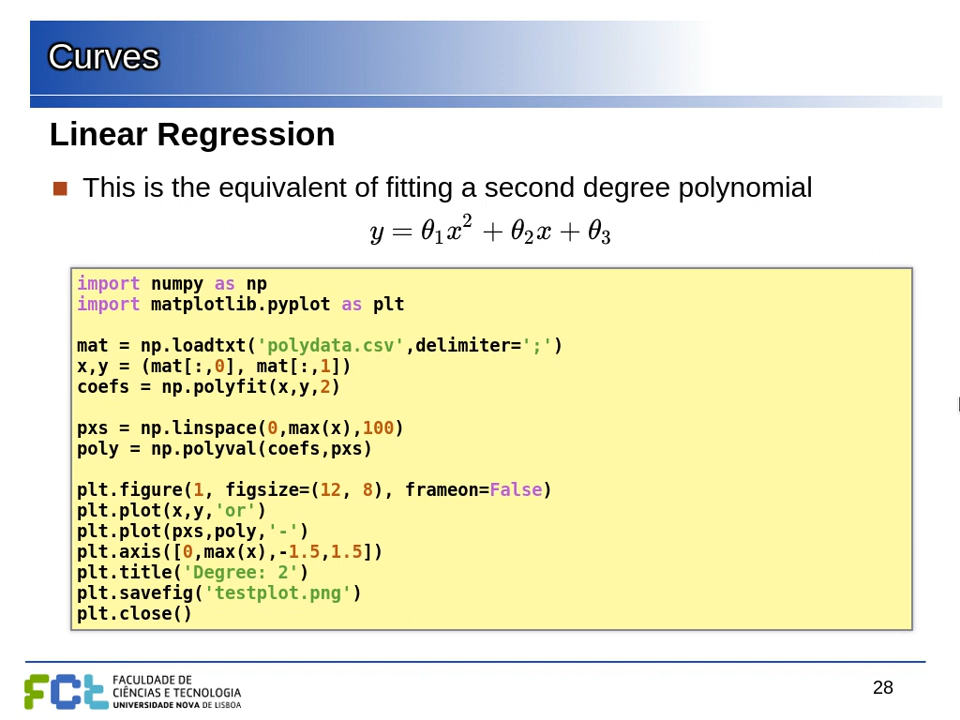 Curves
Linear Regression
This is the equivalent of fitting a second degree polynomial
y = θ₁x² + θ₂x + θ₃
import numpy as np
import matplotlib.pyplot as plt
mat = np.loadtxt('polydata.csv',delimiter=';')
x,y = (mat[:,0], mat[:,1])
coefs = np.polyfit(x,y,2)
pxs = np.linspace(0,max(x),100)
poly = np.polyval(coefs,pxs)
plt.figure(1, figsize=(12, 8), frameon=False)
plt.plot(x,y,'or')
plt.plot(pxs,poly,'-')
plt.axis([0,max(x),-1.5,1.5])
plt.title('Degree: 2')
plt.savefig('testplot.png')
plt.close()
FCt
FACULDADE DE
CIÊNCIAS E TECNOLOGIA
UNIVERSIDADE NOVA DE LISBOA
28